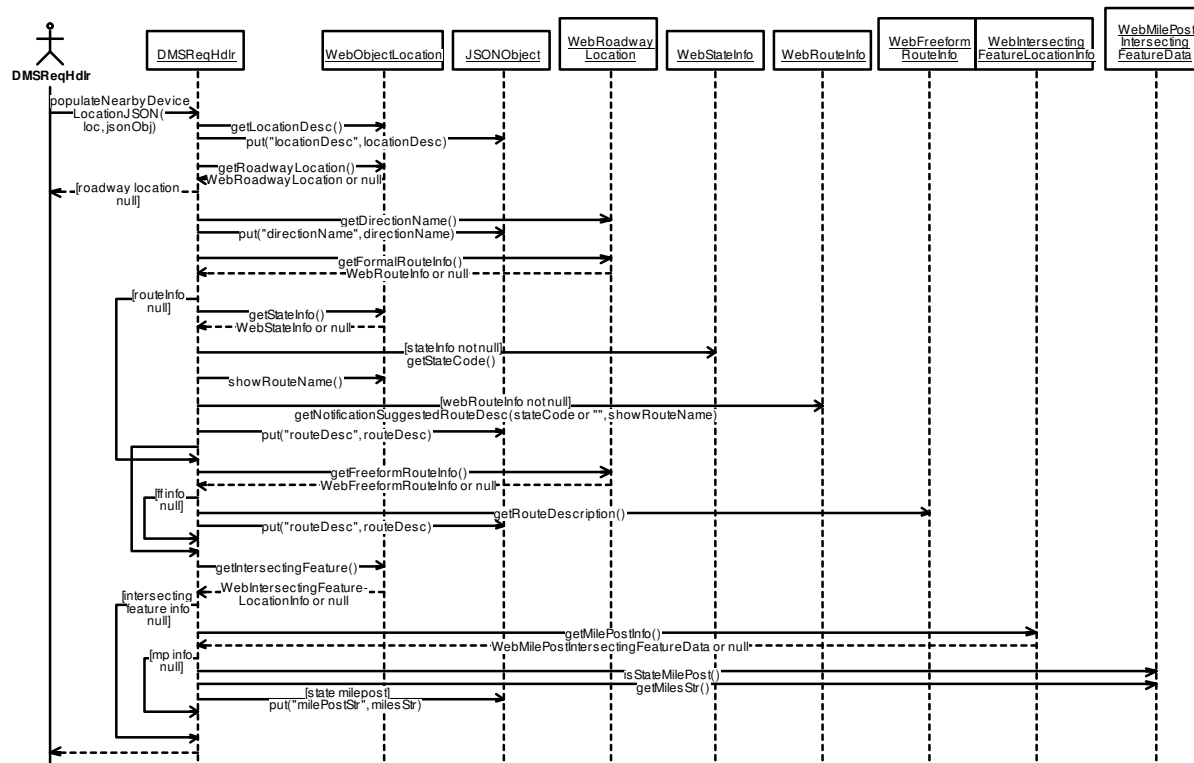 DMSReqHdlr
DMSReqHdlr
WebObjectLocation
JSONObject
WebRoadway
Location
WebStateInfo
WebRouteInfo
WebFreeform
RouteInfo
WebIntersecting
FeatureLocationInfo
WebMilePost
Intersecting
FeatureData
populateNearbyDevice
LocationJSON(
loc, jsonObj)
getLocationDesc()
put("locationDesc", locationDesc)
getRoadwayLocation()
WebRoadwayLocation or null
[roadway location
null]
getDirectionName()
put("directionName", directionName)
getFormalRouteInfo()
WebRouteInfo or null
[routeInfo
null]
getStateInfo()
WebStateInfo or null
[stateInfo not null]
getStateCode()
showRouteName()
[webRouteInfo not null]
getNotificationSuggestedRouteDesc(stateCode or "", showRouteName)
put("routeDesc", routeDesc)
getFreeformRouteInfo()
WebFreeformRouteInfo or null
[ff info
null]
getRouteDescription()
put("routeDesc", routeDesc)
getIntersectingFeature()
WebIntersectingFeature-
LocationInfo or null
[intersecting
feature info
null]
getMilePostInfo()
WebMilePostIntersectingFeatureData or null
[mp info
null]
isStateMilePost()
getMilesStr()
[state milepost]
put("milePostStr", milesStr)